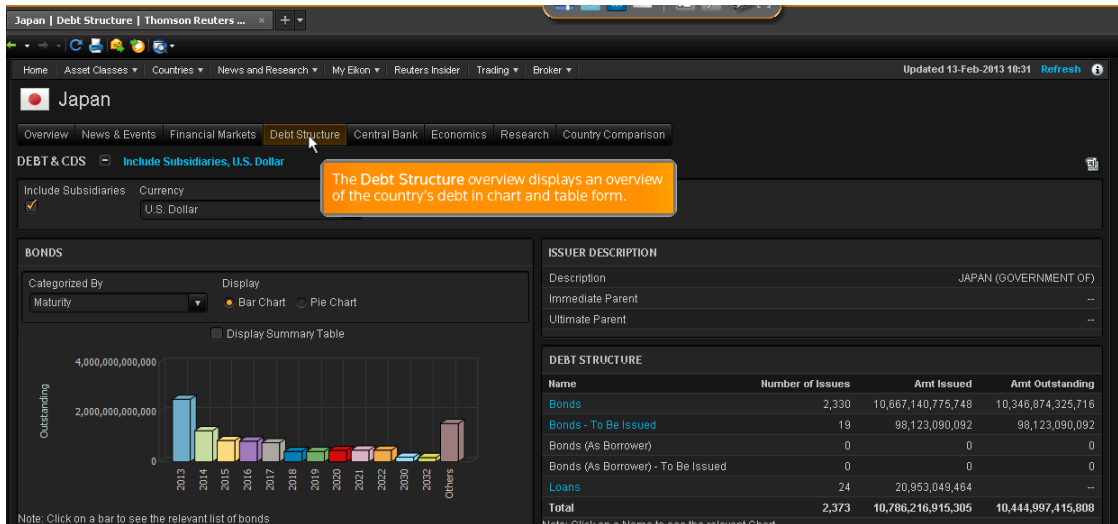 Japan | Debt Structure | Thomson Reuters ...
Home Asset Classes Countries News and Research My Eikon Reuters Insider Trading Broker Updated 13-Feb-2013 10:31 Refresh
Japan
Overview News & Events Financial Markets Debt Structure Central Bank Economics Research Country Comparison
DEBT & CDS Include Subsidiaries, U.S. Dollar
The Debt Structure overview displays an overview
of the country's debt in chart and table form.
Include Subsidiaries Currency
U.S. Dollar
BONDS
Categorized By Display
Maturity Bar Chart Pie Chart
Display Summary Table
4,000,000,000,000
2,000,000,000,000
0
Outstanding
2013 2014 2015 2016 2017 2018 2019 2020 2021 2022 2030 2032 Others
Note: Click on a bar to see the relevant list of bonds
ISSUER DESCRIPTION
Description JAPAN (GOVERNMENT OF)
Immediate Parent --
Ultimate Parent --
DEBT STRUCTURE
Name Number of Issues Amt Issued Amt Outstanding
Bonds 2,330 10,667,140,775,748 10,346,874,325,716
Bonds - To Be Issued 19 98,123,090,092 98,123,090,092
Bonds (As Borrower) 0 0 0
Bonds (As Borrower) - To Be Issued 0 0 0
Loans 24 20,953,049,464 --
Total 2,373 10,786,216,915,305 10,444,997,415,808
Note: Click on a Name to see the relevant Chart